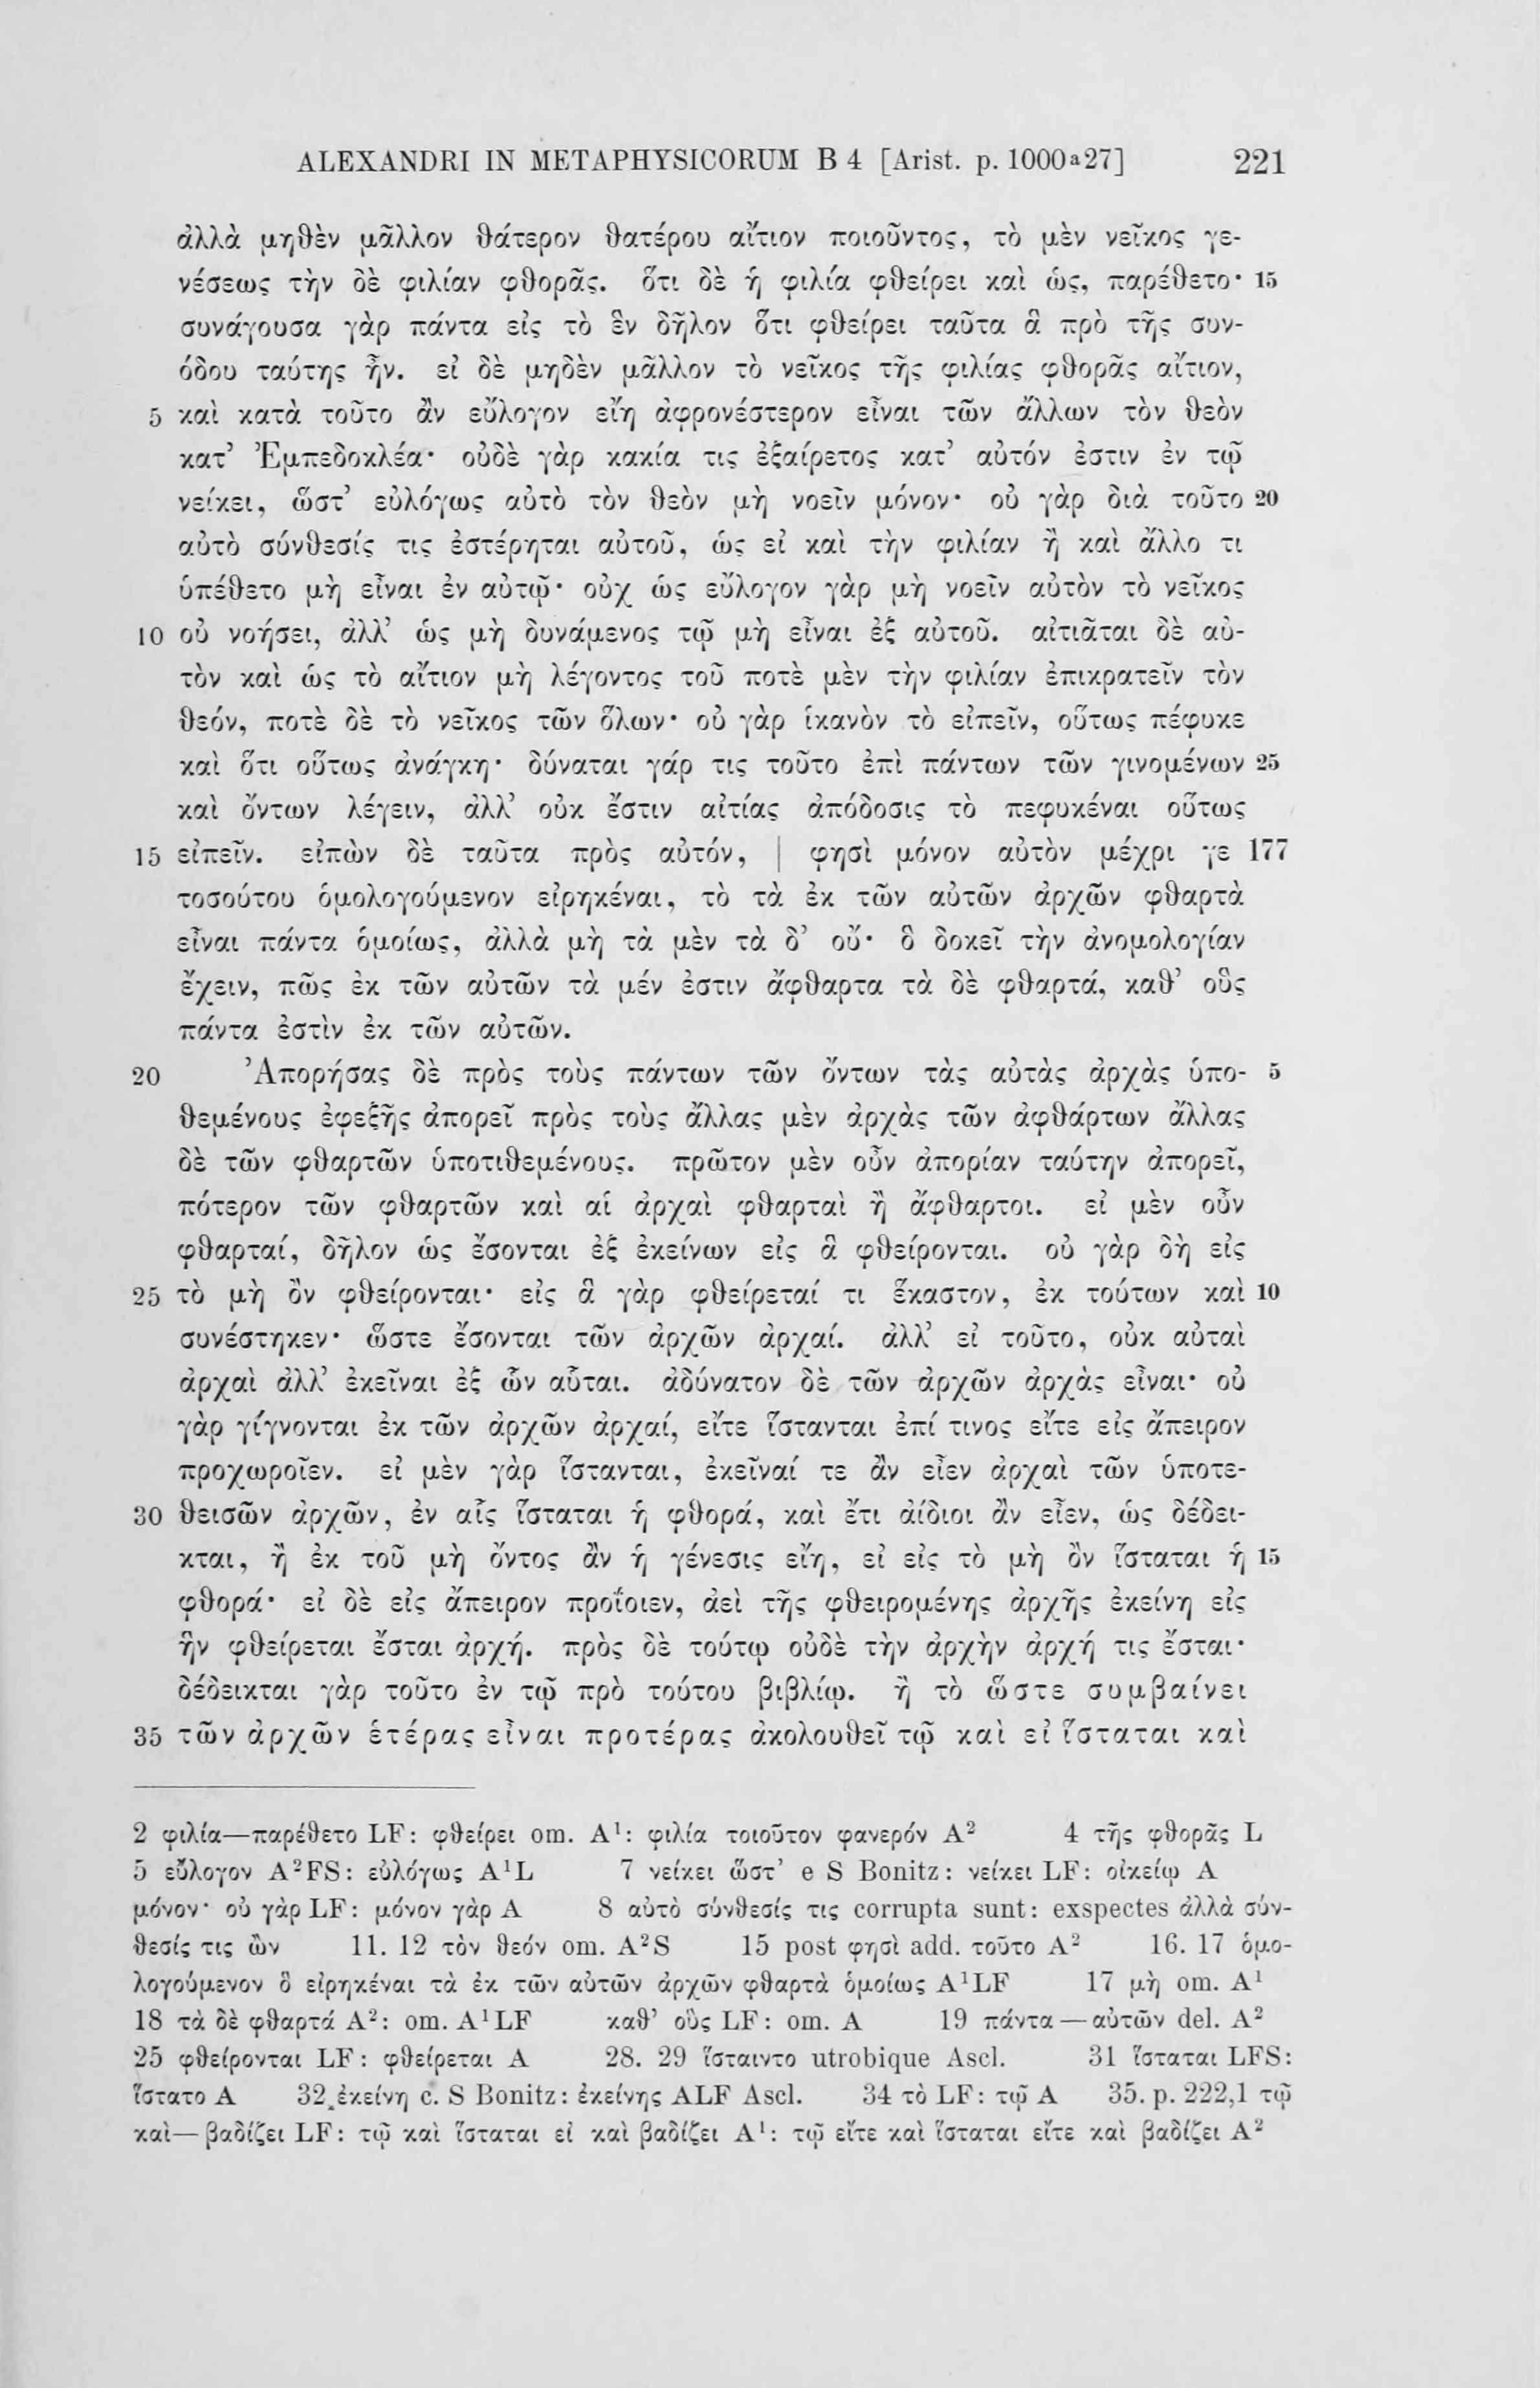 ALEXANDRI IN METAPHYSICORUM B 4 [Arist. p. 1000ᵃ27] 221
ἀλλὰ μηθὲν μᾶλλον θάτερον θατέρου αἴτιον ποιοῦντος, τὸ μὲν νεῖκος γε-
νέσεως τὴν δὲ φιλίαν φθορᾶς. ὅτι δὲ ἡ φιλία φθείρει καὶ ὡς, παρέθετο· 15
συνάγουσα γὰρ πάντα εἰς τὸ ἓν δῆλον ὅτι φθείρει ταῦτα ἃ πρὸ τῆς συν-
όδου ταύτης ἦν. εἰ δὲ μηδὲν μᾶλλον τὸ νεῖκος τῆς φιλίας φθορᾶς αἴτιον,
5 καὶ κατὰ τοῦτο ἂν εὔλογον εἴη ἀφρονέστερον εἶναι τῶν ἄλλων τὸν θεὸν
κατ’ Ἐμπεδοκλέα· οὐδὲ γὰρ κακία τις ἐξαίρετος κατ’ αὐτόν ἐστιν ἐν τῷ
νείκει, ὥστ’ εὐλόγως αὐτὸ τὸν θεὸν μὴ νοεῖν μόνον· οὐ γὰρ διὰ τοῦτο 20
αὐτὸ σύνθεσίς τις ἐστέρηται αὐτοῦ, ὡς εἰ καὶ τὴν φιλίαν ἢ καὶ ἄλλο τι
ὑπέθετο μὴ εἶναι ἐν αὐτῷ· οὐχ ὡς εὔλογον γὰρ μὴ νοεῖν αὐτὸν τὸ νεῖκος
10 οὐ νοήσει, ἀλλ’ ὡς μὴ δυνάμενος τῷ μὴ εἶναι ἐξ αὐτοῦ. αἰτιᾶται δὲ αὐ-
τὸν καὶ ὡς τὸ αἴτιον μὴ λέγοντος τοῦ ποτὲ μὲν τὴν φιλίαν ἐπικρατεῖν τὸν
θεόν, ποτὲ δὲ τὸ νεῖκος τῶν ὅλων· οὐ γὰρ ἱκανὸν τὸ εἰπεῖν, οὕτως πέφυκε
καὶ ὅτι οὕτως ἀνάγκη· δύναται γάρ τις τοῦτο ἐπὶ πάντων τῶν γινομένων 25
καὶ ὄντων λέγειν, ἀλλ’ οὐκ ἔστιν αἰτίας ἀπόδοσις τὸ πεφυκέναι οὕτως
15 εἰπεῖν. εἰπὼν δὲ ταῦτα πρὸς αὐτόν, | φησὶ μόνον αὐτὸν μέχρι γε 177
τοσούτου ὁμολογούμενον εἰρηκέναι, τὸ τὰ ἐκ τῶν αὐτῶν ἀρχῶν φθαρτὰ
εἶναι πάντα ὁμοίως, ἀλλὰ μὴ τὰ μὲν τὰ δ’ οὔ· ὃ δοκεῖ τὴν ἀνομολογίαν
ἔχειν, πῶς ἐκ τῶν αὐτῶν τὰ μέν ἐστιν ἄφθαρτα τὰ δὲ φθαρτά, καθ’ οὓς
πάντα ἐστὶν ἐκ τῶν αὐτῶν.
20 Ἀπορήσας δὲ πρὸς τοὺς πάντων τῶν ὄντων τὰς αὐτὰς ἀρχὰς ὑπο- 5
θεμένους ἐφεξῆς ἀπορεῖ πρὸς τοὺς ἄλλας μὲν ἀρχὰς τῶν ἀφθάρτων ἄλλας
δὲ τῶν φθαρτῶν ὑποτιθεμένους. πρῶτον μὲν οὖν ἀπορίαν ταύτην ἀπορεῖ,
πότερον τῶν φθαρτῶν καὶ αἱ ἀρχαὶ φθαρταὶ ἢ ἄφθαρτοι. εἰ μὲν οὖν
φθαρταί, δῆλον ὡς ἔσονται ἐξ ἐκείνων εἰς ἃ φθείρονται. οὐ γὰρ δὴ εἰς
25 τὸ μὴ ὂν φθείρονται· εἰς ἃ γὰρ φθείρεταί τι ἕκαστον, ἐκ τούτων καὶ 10
συνέστηκεν· ὥστε ἔσονται τῶν ἀρχῶν ἀρχαί. ἀλλ’ εἰ τοῦτο, οὐκ αὐταὶ
ἀρχαὶ ἀλλ’ ἐκεῖναι ἐξ ὧν αὗται. ἀδύνατον δὲ τῶν ἀρχῶν ἀρχὰς εἶναι· οὐ
γὰρ γίγνονται ἐκ τῶν ἀρχῶν ἀρχαί, εἴτε ἵστανται ἐπί τινος εἴτε εἰς ἄπειρον
προχωροῖεν. εἰ μὲν γὰρ ἵστανται, ἐκεῖναί τε ἂν εἶεν ἀρχαὶ τῶν ὑποτε-
30 θεισῶν ἀρχῶν, ἐν αἷς ἵσταται ἡ φθορά, καὶ ἔτι ἀίδιοι ἂν εἶεν, ὡς δέδει-
κται, ἢ ἐκ τοῦ μὴ ὄντος ἂν ἡ γένεσις εἴη, εἰ εἰς τὸ μὴ ὂν ἵσταται ἡ 15
φθορά· εἰ δὲ εἰς ἄπειρον προΐοιεν, ἀεὶ τῆς φθειρομένης ἀρχῆς ἐκείνη εἰς
ἣν φθείρεται ἔσται ἀρχή. πρὸς δὲ τούτῳ οὐδὲ τὴν ἀρχὴν ἀρχή τις ἔσται·
δέδεικται γὰρ τοῦτο ἐν τῷ πρὸ τούτου βιβλίῳ. ἢ τὸ ὥστε συμβαίνει
35 τῶν ἀρχῶν ἑτέρας εἶναι προτέρας ἀκολουθεῖ τῷ καὶ εἰ ἵσταται καὶ
2 φιλία—παρέθετο LF: φθείρει om. A¹: φιλία τοιοῦτον φανερόν A² 4 τῆς φθορᾶς L
5 εὔλογον A²FS: εὐλόγως A¹L 7 νείκει ὥστ’ e S Bonitz: νείκει LF: οἰκείῳ A
μόνον· οὐ γὰρ LF: μόνον γὰρ A 8 αὐτὸ σύνθεσίς τις corrupta sunt: exspectes ἀλλὰ σύν-
θεσίς τις ὢν 11. 12 τὸν θεόν om. A²S 15 post φησὶ add. τοῦτο A² 16. 17 ὁμο-
λογούμενον ὃ εἰρηκέναι τὰ ἐκ τῶν αὐτῶν ἀρχῶν φθαρτὰ ὁμοίως A¹LF 17 μὴ om. A¹
18 τὰ δὲ φθαρτά A²: om. A¹LF καθ’ οὓς LF: om. A 19 πάντα — αὐτῶν del. A²
25 φθείρονται LF: φθείρεται A 28. 29 ἵσταιντο utrobique Ascl. 31 ἵσταται LFS:
ἵστατο A 32 ἐκείνη c. S Bonitz: ἐκείνης ALF Ascl. 34 τὸ LF: τῷ A 35. p. 222,1 τῷ
καὶ—βαδίζει LF: τῷ καὶ ἵσταται εἰ καὶ βαδίζει A¹: τῷ εἴτε καὶ ἵσταται εἴτε καὶ βαδίζει A²